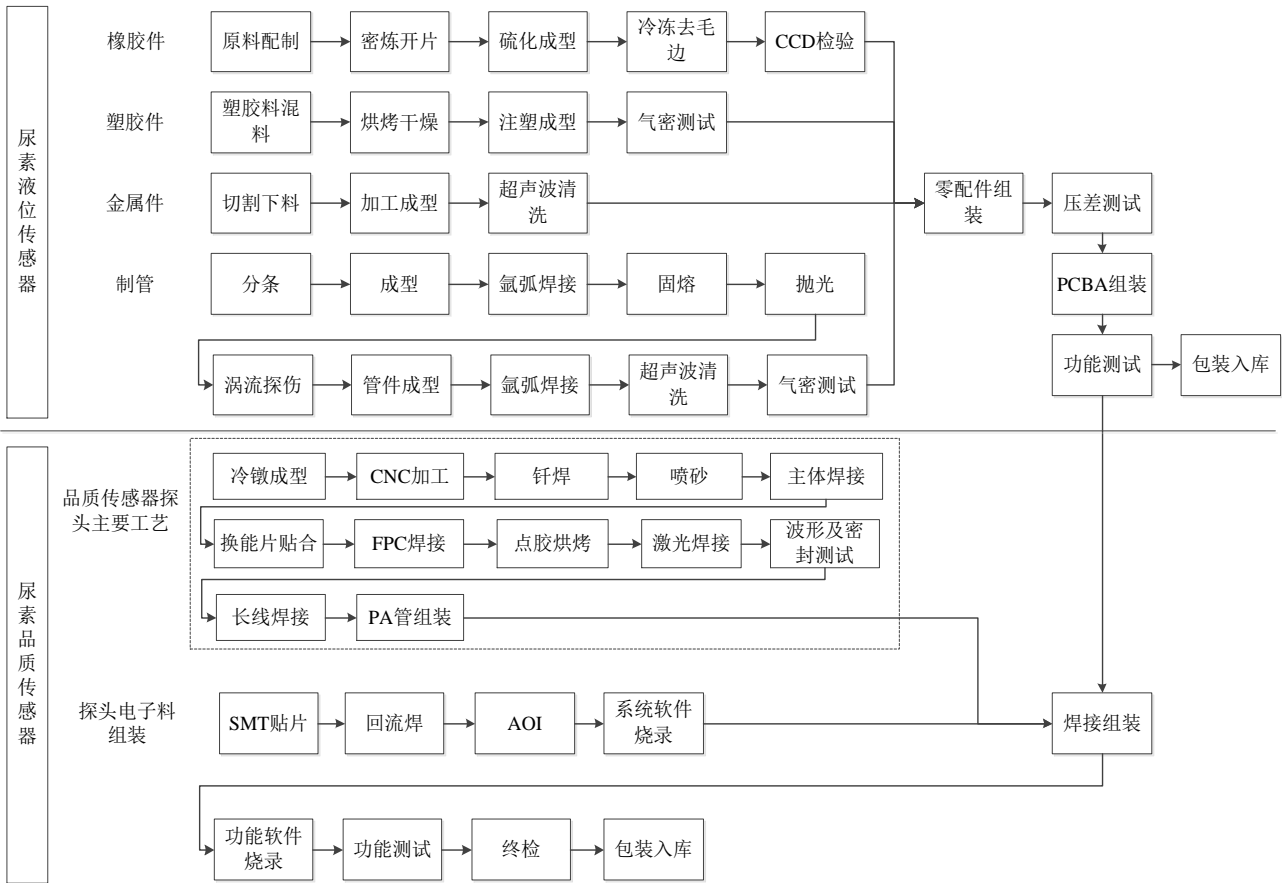 尿素液位传感器
橡胶件
原料配制
密炼开片
硫化成型
冷冻去毛
边
CCD检验
塑胶件
塑胶料混
料
烘烤干燥
注塑成型
气密测试
金属件
切割下料
加工成型
超声波清
洗
零配件组
装
压差测试
制管
分条
成型
氩弧焊接
固熔
抛光
PCBA组装
涡流探伤
管件成型
氩弧焊接
超声波清
洗
气密测试
功能测试
包装入库
尿素品质传感器
品质传感器探
头主要工艺
冷镦成型
CNC加工
钎焊
喷砂
主体焊接
换能片贴合
FPC焊接
点胶烘烤
激光焊接
波形及密
封测试
长线焊接
PA管组装
探头电子料
组装
SMT贴片
回流焊
AOI
系统软件
烧录
焊接组装
功能软件
烧录
功能测试
终检
包装入库